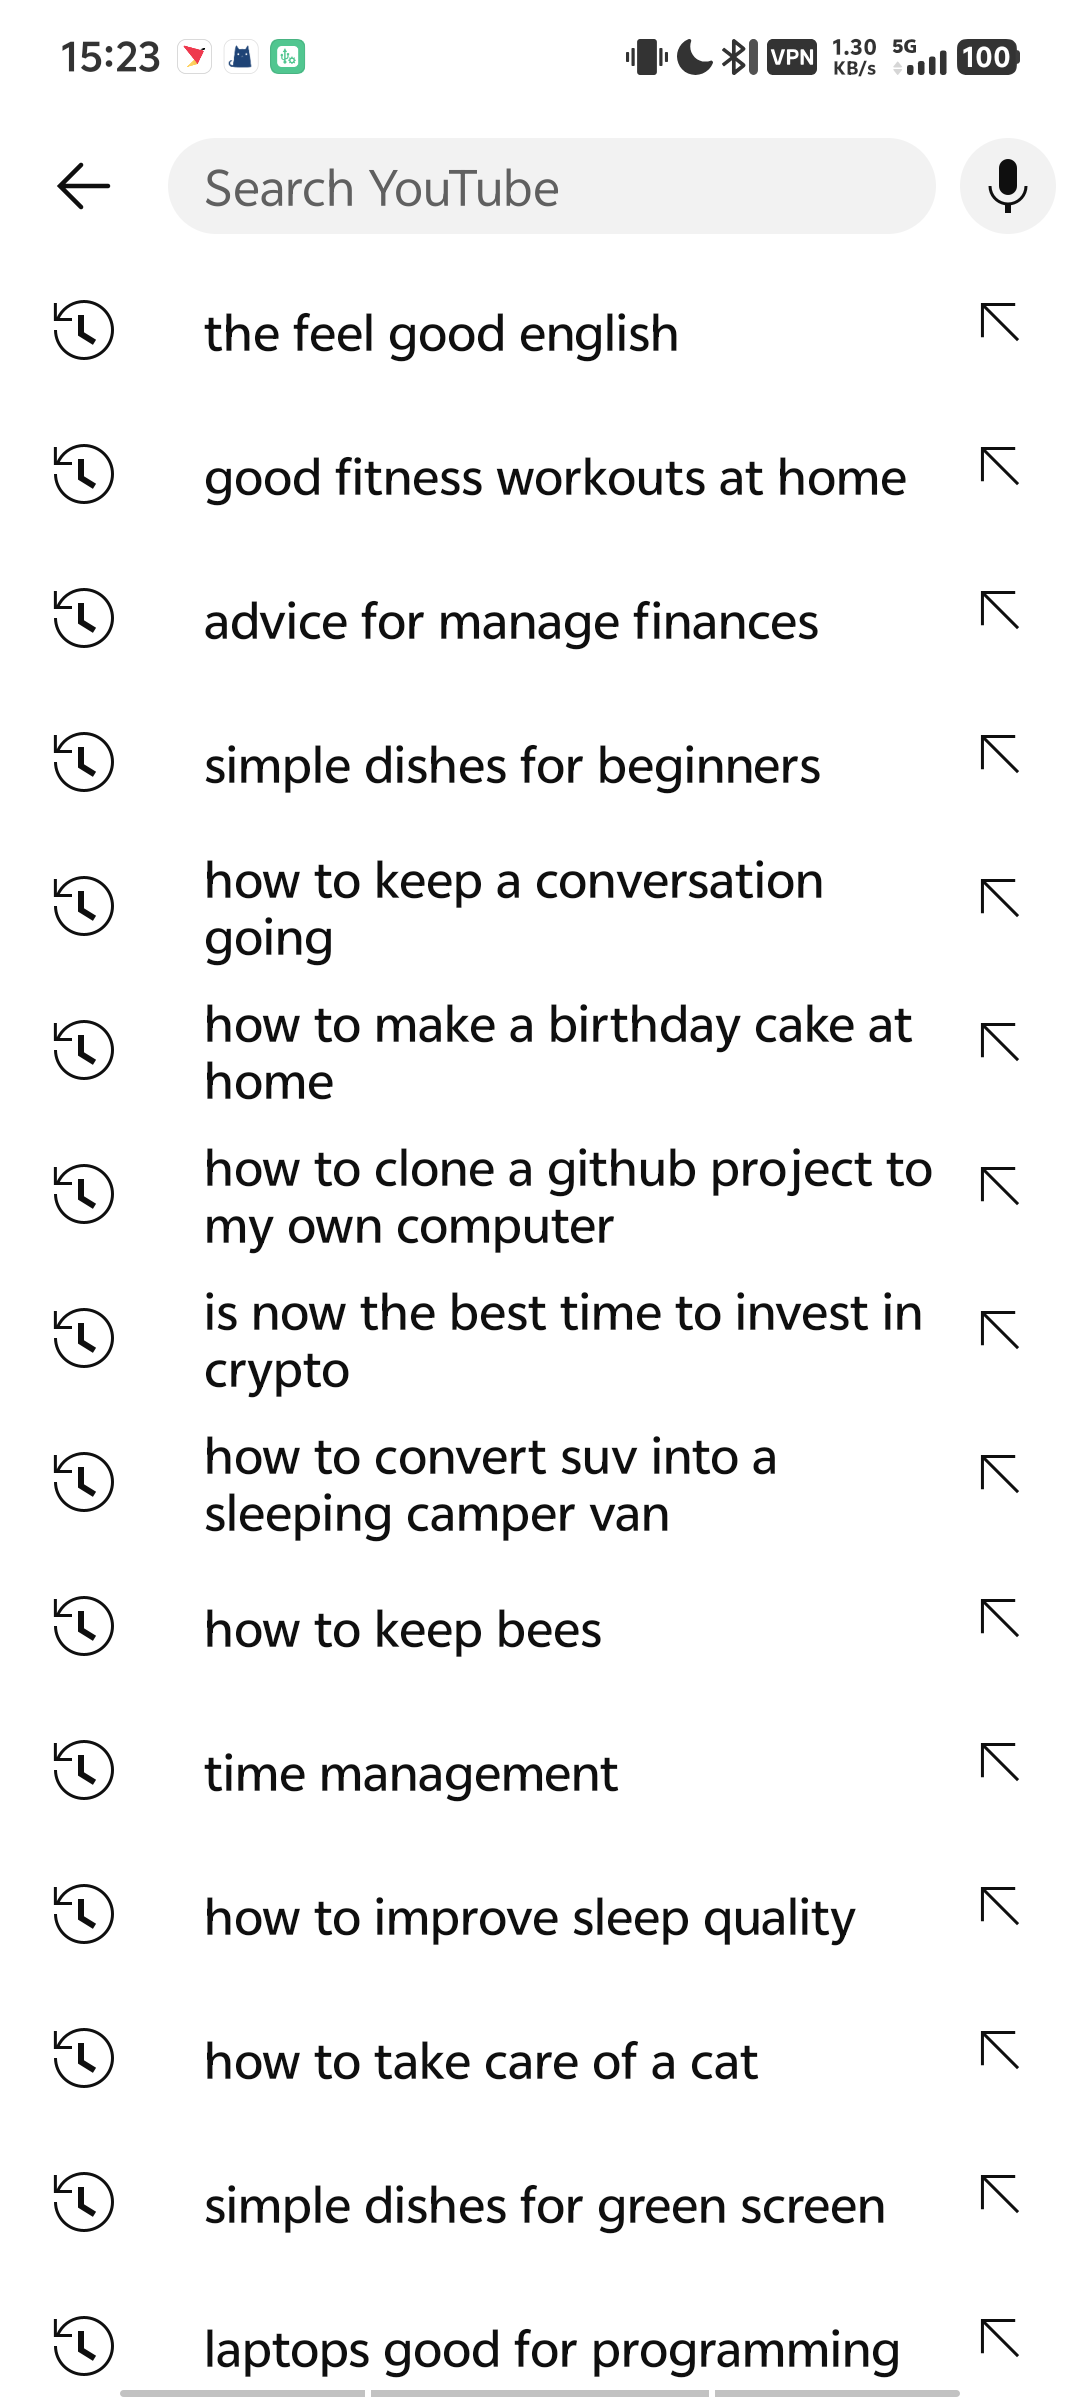 15:23
VPN
1.30
KB/s
5G
100
Search YouTube
the feel good english
good fitness workouts at home
advice for manage finances
simple dishes for beginners
how to keep a conversation
going
how to make a birthday cake at
home
how to clone a github project to
my own computer
is now the best time to invest in
crypto
how to convert suv into a
sleeping camper van
how to keep bees
time management
how to improve sleep quality
how to take care of a cat
simple dishes for green screen
laptops good for programming